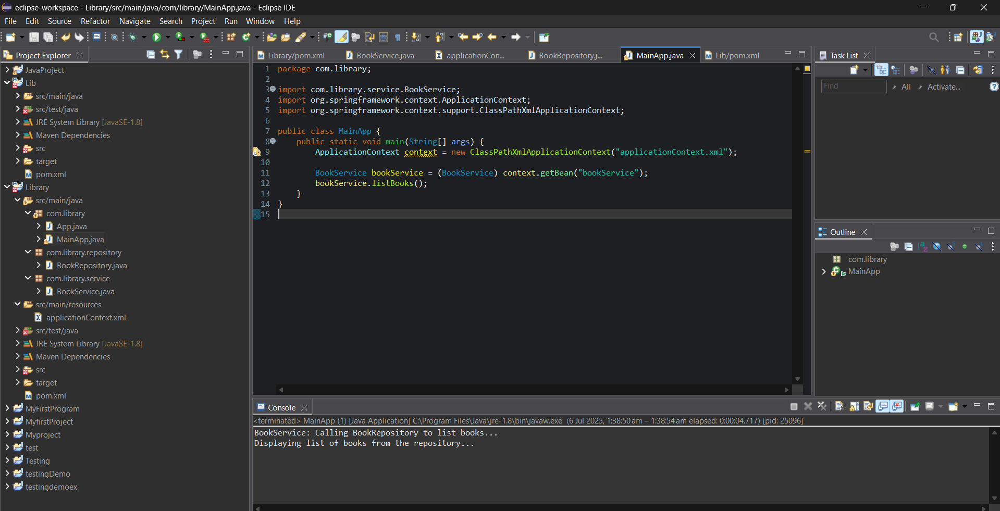 eclipse-workspace - Library/src/main/java/com/library/MainApp.java - Eclipse IDE
File Edit Source Refactor Navigate Search Project Run Window Help
Project Explorer
JavaProject
Lib
src/main/java
src/test/java
JRE System Library [JavaSE-1.8]
Maven Dependencies
src
target
pom.xml
Library
src/main/java
com.library
App.java
MainApp.java
com.library.repository
BookRepository.java
com.library.service
BookService.java
src/main/resources
applicationContext.xml
src/test/java
JRE System Library [JavaSE-1.8]
Maven Dependencies
src
target
pom.xml
MyFirstProgram
MyfirstProject
Myproject
test
Testing
testingDemo
testingdemoex
Library/pom.xml BookService.java applicationCon... BookRepository.j... MainApp.java Lib/pom.xml
1 package com.library;
2
3 import com.library.service.BookService;
4 import org.springframework.context.ApplicationContext;
5 import org.springframework.context.support.ClassPathXmlApplicationContext;
6
7 public class MainApp {
8     public static void main(String[] args) {
9         ApplicationContext context = new ClassPathXmlApplicationContext("applicationContext.xml");
10
11         BookService bookService = (BookService) context.getBean("bookService");
12         bookService.listBooks();
13     }
14 }
15
Task List
Find All Activate...
Outline
com.library
MainApp
Console
<terminated> MainApp (1) [Java Application] C:\Program Files\Java\jre-1.8\bin\javaw.exe (6 Jul 2025, 1:38:50 am – 1:38:54 am elapsed: 0:00:04.717) [pid: 25096]
BookService: Calling BookRepository to list books...
Displaying list of books from the repository...